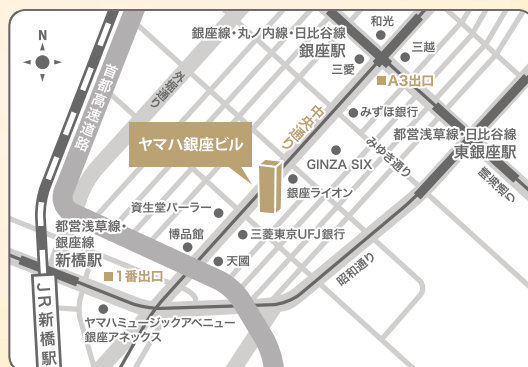 和光
銀座線・丸ノ内線・日比谷線
銀座駅
三越
三愛
N
A3出口
外堀通り
首都高速道路
中央通り
みずほ銀行
都営浅草線・日比谷線
東銀座駅
みゆき通り
ヤマハ銀座ビル
GINZA SIX
晴海通り
銀座ライオン
資生堂パーラー
都営浅草線・
銀座線
新橋駅
博品館
三菱東京UFJ銀行
天國
昭和通り
1番出口
JR新橋駅
ヤマハミュージックアベニュー
銀座アネックス